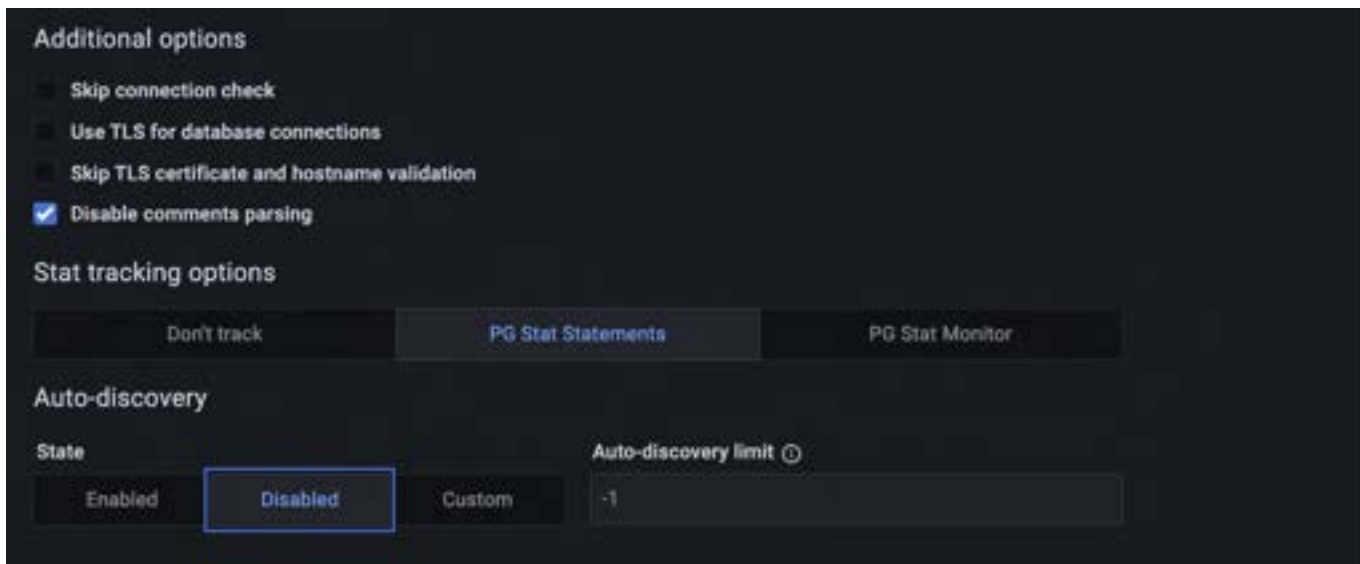 Additional options
Skip connection check
Use TLS for database connections
Skip TLS certificate and hostname validation
Disable comments parsing
Stat tracking options
Don't track PG Stat Statements PG Stat Monitor
Auto-discovery
State Auto-discovery limit
Enabled Disabled Custom -1